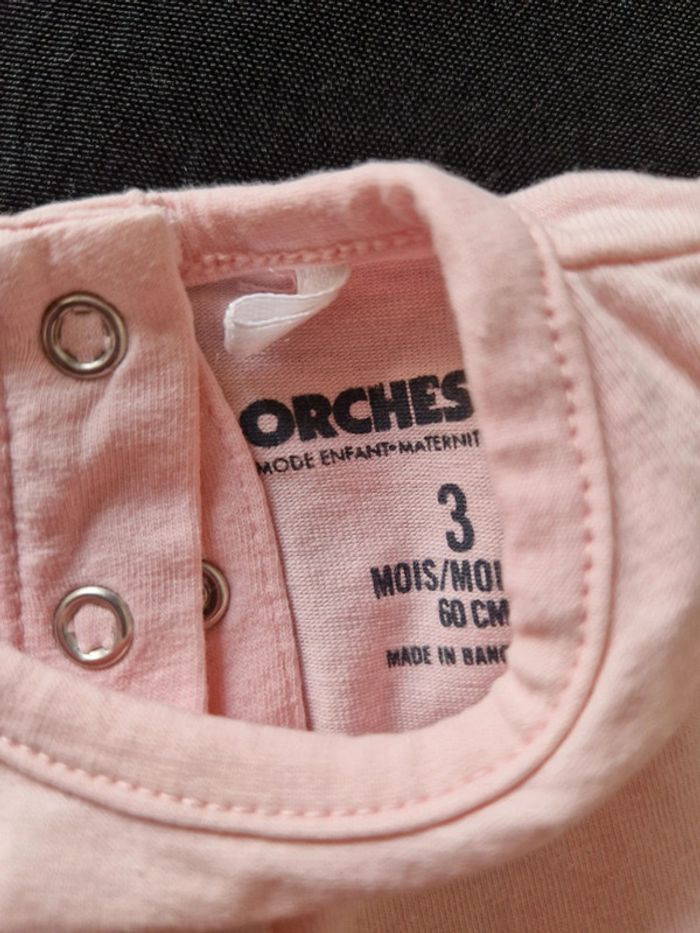 ORCHES
MODE ENFANT•MATERNIT
3
MOIS/MOI
60 CM
MADE IN BANG